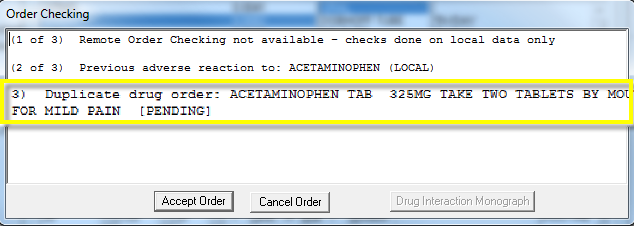 Order Checking
(1 of 3) Remote Order Checking not available - checks done on local data only
(2 of 3) Previous adverse reaction to: ACETAMINOPHEN (LOCAL)
3) Duplicate drug order: ACETAMINOPHEN TAB 325MG TAKE TWO TABLETS BY MOU
FOR MILD PAIN [PENDING]
Accept Order Cancel Order Drug Interaction Monograph